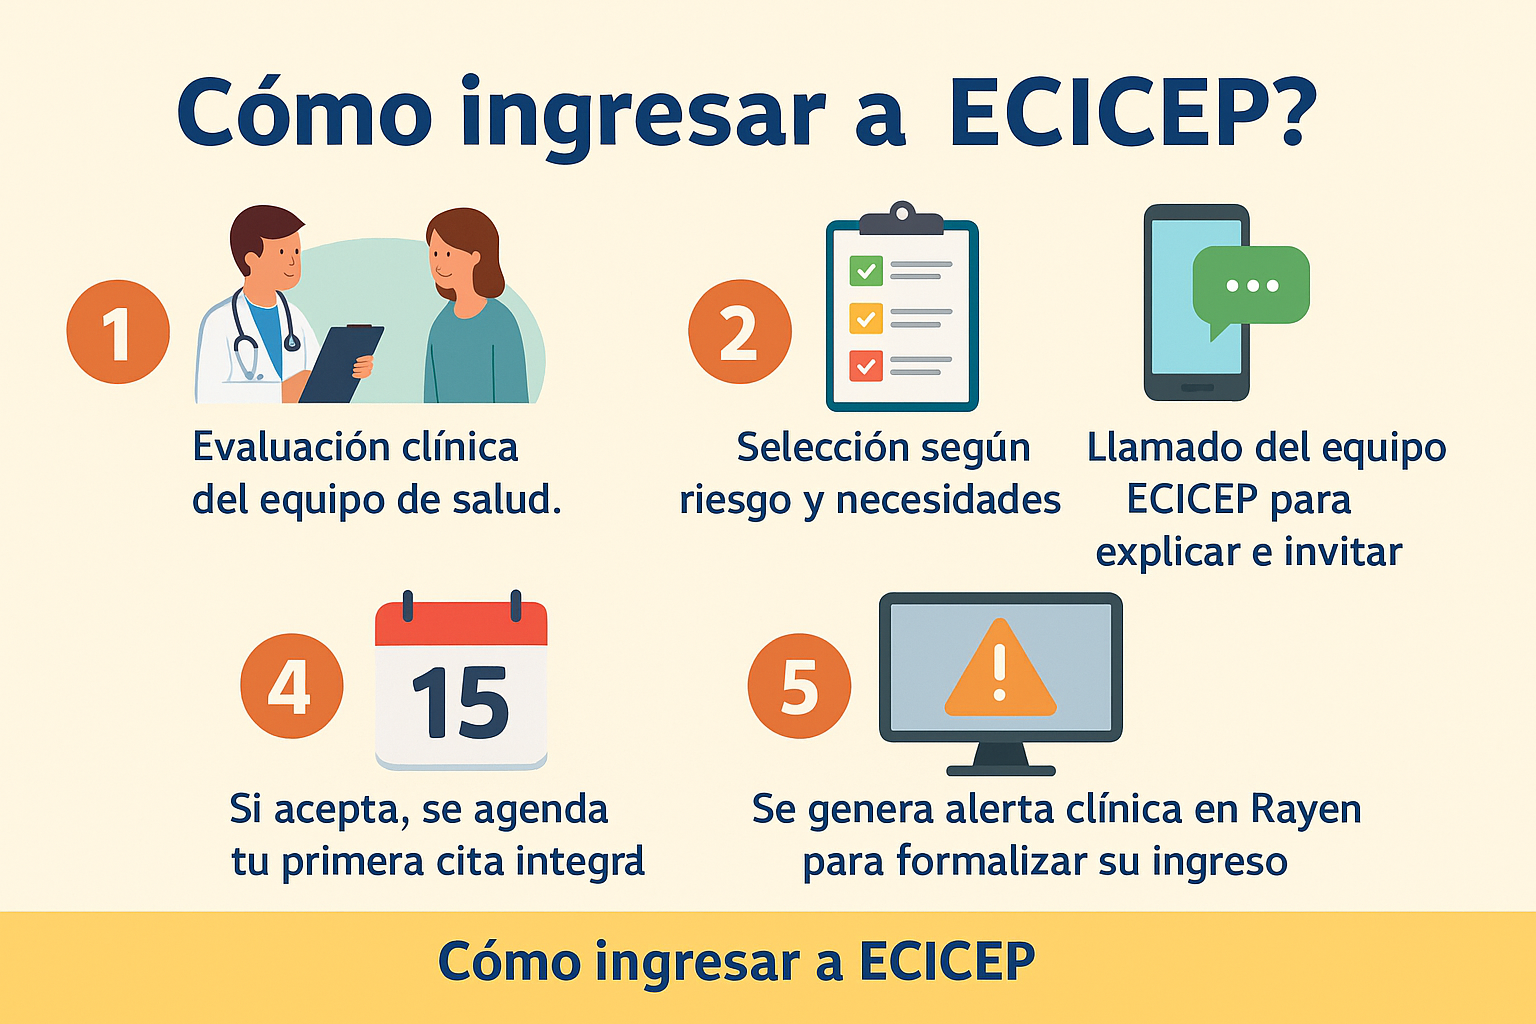 Cómo ingresar a ECICEP?
1
Evaluación clínica
del equipo de salud.
2
Selección según
riesgo y necesidades
Llamado del equipo
ECICEP para
explicar e invitar
4
15
Si acepta, se agenda
tu primera cita integral
5
Se genera alerta clínica en Rayen
para formalizar su ingreso
Cómo ingresar a ECICEP